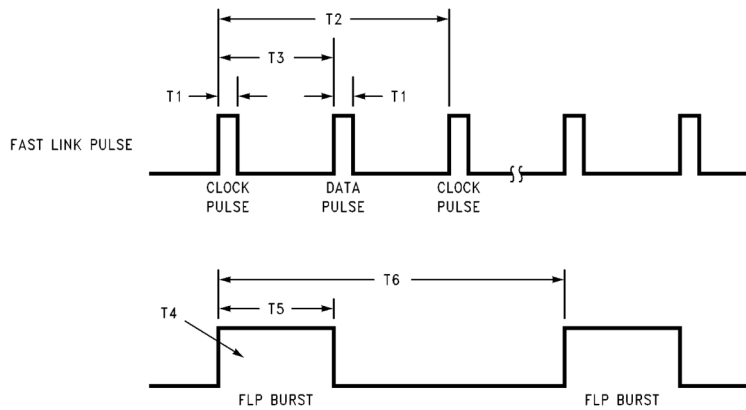 T2
T3
T1
T1
FAST LINK PULSE
CLOCK
PULSE
DATA
PULSE
CLOCK
PULSE
T6
T5
T4
FLP BURST
FLP BURST